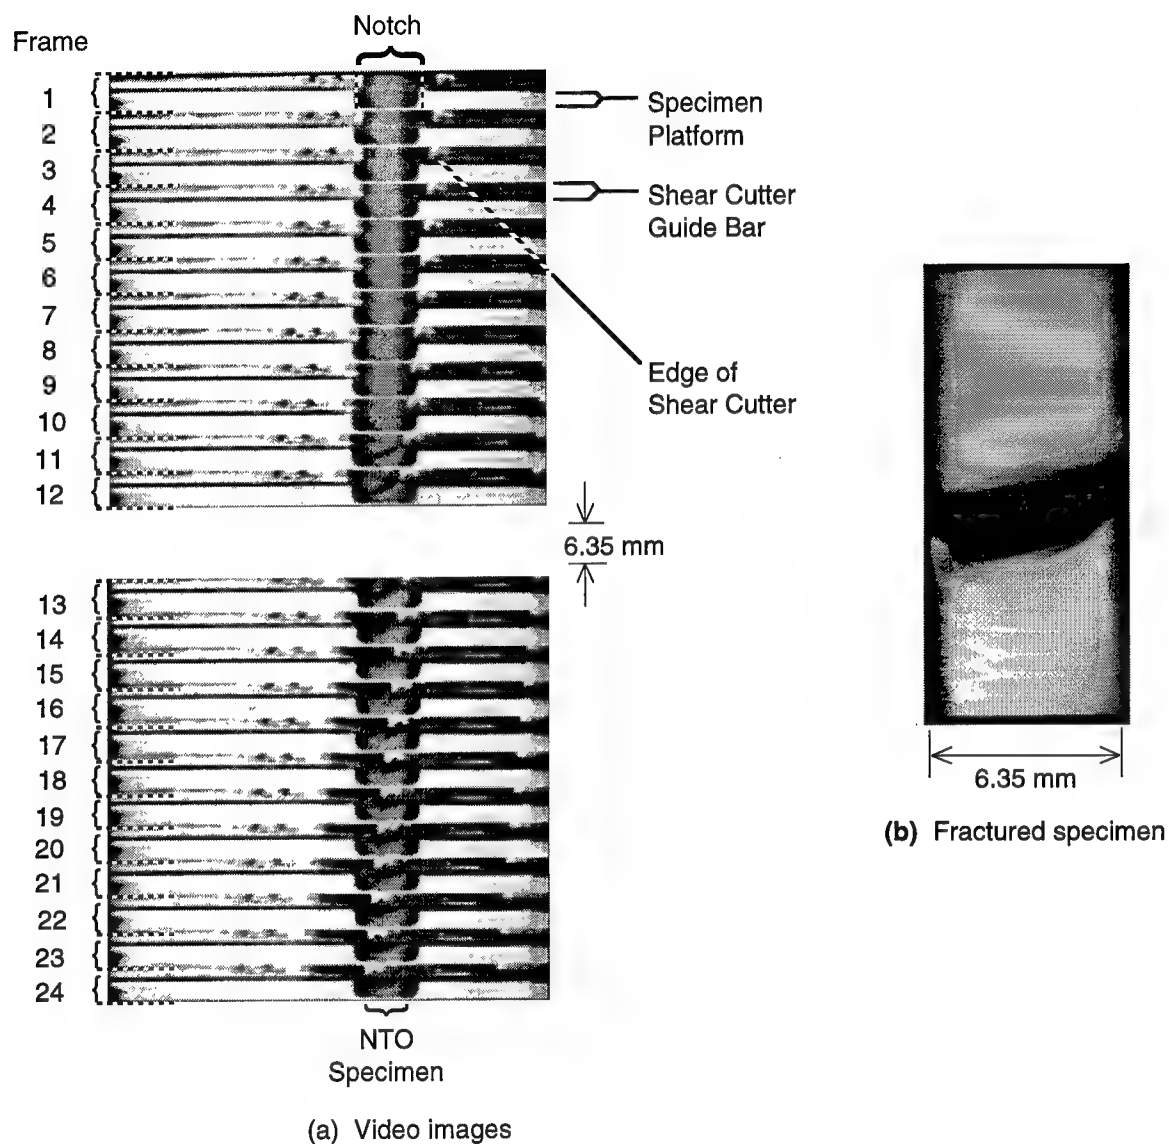 Frame
Notch
1
2
3
4
5
6
7
8
9
10
11
12
Specimen
Platform
Shear Cutter
Guide Bar
Edge of
Shear Cutter
6.35 mm
13
14
15
16
17
18
19
20
21
22
23
24
NTO
Specimen
(a) Video images
6.35 mm
(b) Fractured specimen